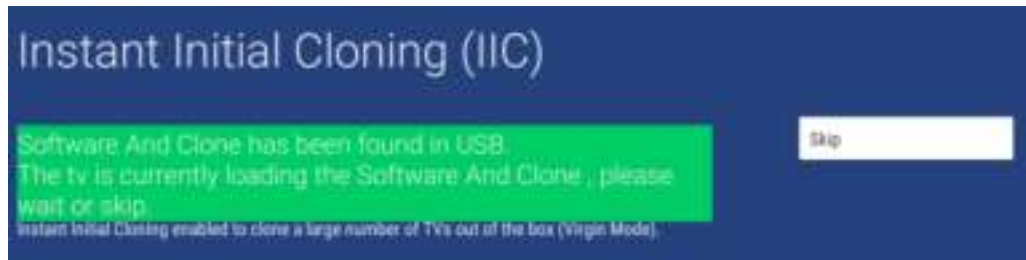 Instant Initial Cloning (IIC)
Software And Clone has been found in USB.
The tv is currently loading the Software And Clone , please
wait or skip.
Instant Initial Cloning enabled to clone a large number of TVs out of the box (Virgin Mode).
Skip